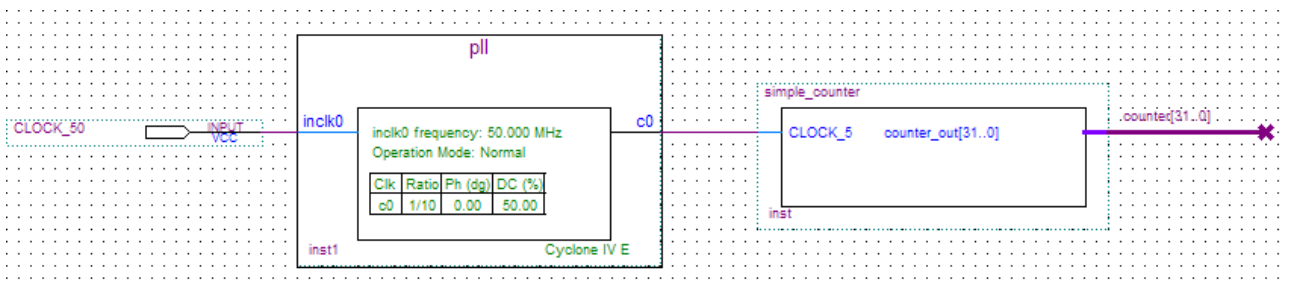 pll
CLOCK_50 INPUT VCC
inclk0 c0
inclk0 frequency: 50.000 MHz
Operation Mode: Normal
Clk Ratio Ph (dg) DC (%)
c0 1/10 0.00 50.00
inst1 Cyclone IV E
simple_counter
CLOCK_5 counter_out[31..0]
inst
counter[31..0]